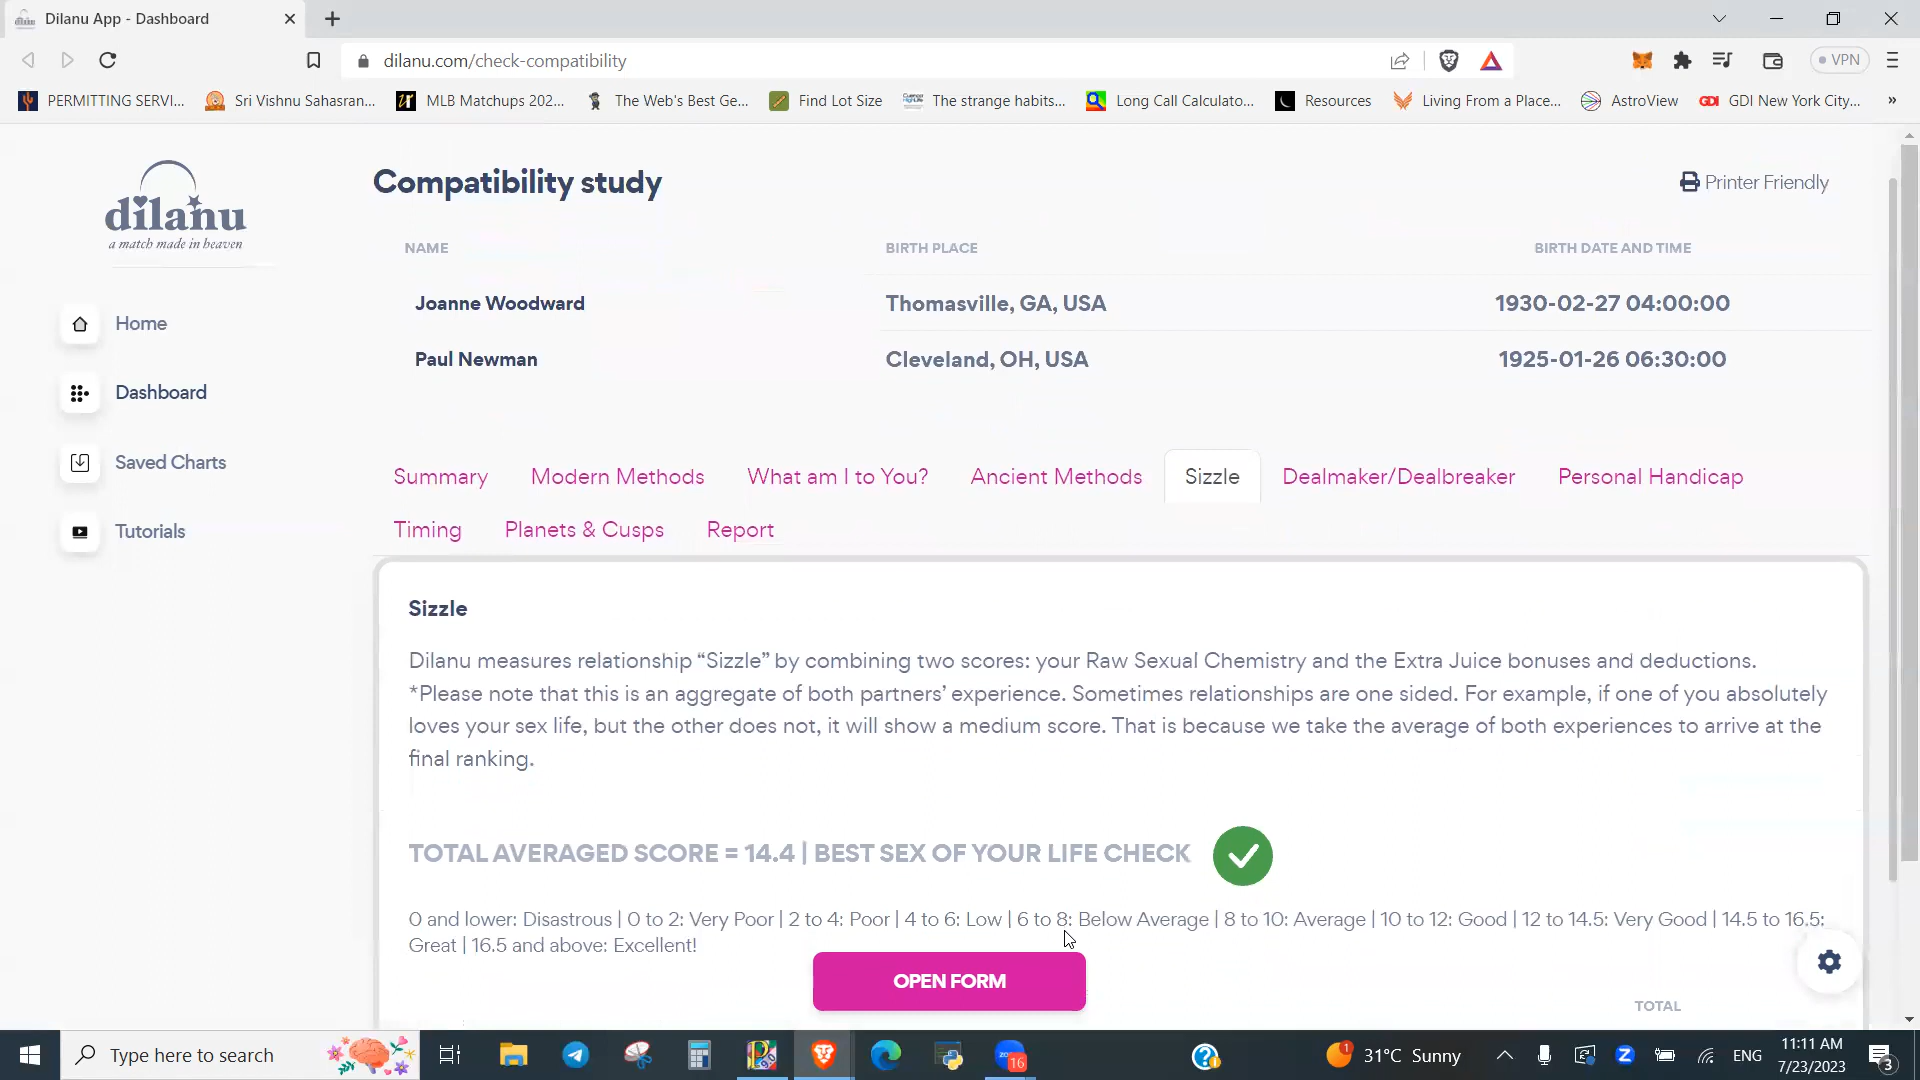 Dilanu App - Dashboard
dilanu.com/check-compatibility
VPN
PERMITTING SERVI...
Sri Vishnu Sahasran...
MLB Matchups 202...
The Web's Best Ge...
Find Lot Size
The strange habits...
Long Call Calculato...
Resources
Living From a Place...
AstroView
GDI New York City...
»
dilanu
a match made in heaven
Home
Dashboard
Saved Charts
Tutorials
Compatibility study
Printer Friendly
NAME BIRTH PLACE BIRTH DATE AND TIME
Joanne Woodward Thomasville, GA, USA 1930-02-27 04:00:00
Paul Newman Cleveland, OH, USA 1925-01-26 06:30:00
Summary Modern Methods What am I to You? Ancient Methods Sizzle Dealmaker/Dealbreaker Personal Handicap
Timing Planets & Cusps Report
Sizzle
Dilanu measures relationship “Sizzle” by combining two scores: your Raw Sexual Chemistry and the Extra Juice bonuses and deductions.
*Please note that this is an aggregate of both partners’ experience. Sometimes relationships are one sided. For example, if one of you absolutely
loves your sex life, but the other does not, it will show a medium score. That is because we take the average of both experiences to arrive at the
final ranking.
TOTAL AVERAGED SCORE = 14.4 | BEST SEX OF YOUR LIFE CHECK
0 and lower: Disastrous | 0 to 2: Very Poor | 2 to 4: Poor | 4 to 6: Low | 6 to 8: Below Average | 8 to 10: Average | 10 to 12: Good | 12 to 14.5: Very Good | 14.5 to 16.5:
Great | 16.5 and above: Excellent!
OPEN FORM
TOTAL
Type here to search
16
1
31°C Sunny
ENG
11:11 AM
7/23/2023
3